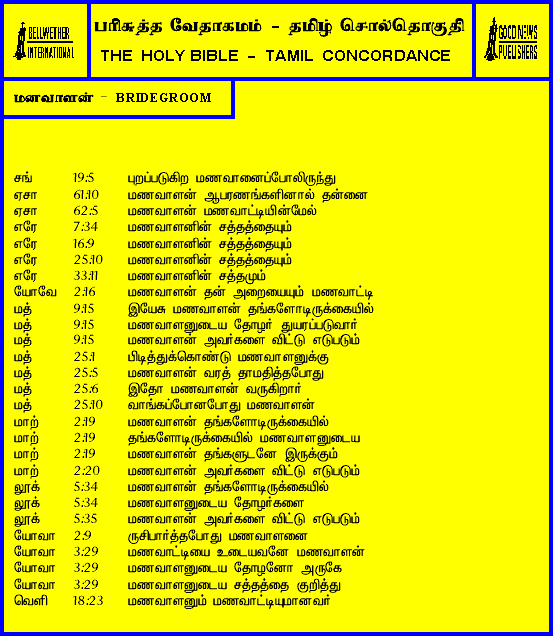 BELLWETHER
INTERNATIONAL
பரிசுத்த வேதாகமம் - தமிழ் சொல்தொகுதி
THE HOLY BIBLE - TAMIL CONCORDANCE
GOOD NEWS
PUBLISHERS
மனவாளன் - BRIDEGROOM
சங் 19:5 புறப்படுகிற மணவானைப்போலிருந்து
ஏசா 61:10 மணவாளன் ஆபரணங்களினால் தன்னை
ஏசா 62:5 மணவாளன் மணவாட்டியின்மேல்
எரே 7:34 மணவாளனின் சத்தத்தையும்
எரே 16:9 மணவாளனின் சத்தத்தையும்
எரே 25:10 மணவாளனின் சத்தத்தையும்
எரே 33:11 மணவாளனின் சத்தமும்
யோவே 2:16 மணவாளன் தன் அறையையும் மணவாட்டி
மத் 9:15 இயேசு மணவாளன் தங்களோடிருக்கையில்
மத் 9:15 மணவாளனுடைய தோழர் துயரப்படுவார்
மத் 9:15 மணவாளன் அவர்களை விட்டு எடுபடும்
மத் 25:1 பிடித்துக்கொண்டு மணவாளனுக்கு
மத் 25:5 மணவாளன் வரத் தாமதித்தபோது
மத் 25:6 இதோ மணவாளன் வருகிறார்
மத் 25:10 வாங்கப்போனபோது மணவாளன்
மாற் 2:19 மணவாளன் தங்களோடிருக்கையில்
மாற் 2:19 தங்களோடிருக்கையில் மணவாளனுடைய
மாற் 2:19 மணவாளன் தங்களுடனே இருக்கும்
மாற் 2:20 மணவாளன் அவர்களை விட்டு எடுபடும்
லூக் 5:34 மணவாளன் தங்களோடிருக்கையில்
லூக் 5:34 மணவாளனுடைய தோழர்களை
லூக் 5:35 மணவாளன் அவர்களை விட்டு எடுபடும்
யோவா 2:9 ருசிபார்த்தபோது மணவாளனை
யோவா 3:29 மணவாட்டியை உடையவனே மணவாளன்
யோவா 3:29 மணவாளனுடைய தோழனோ அருகே
யோவா 3:29 மணவாளனுடைய சத்தத்தை குறித்து
வெளி 18:23 மணவாளனும் மணவாட்டியுமானவர்